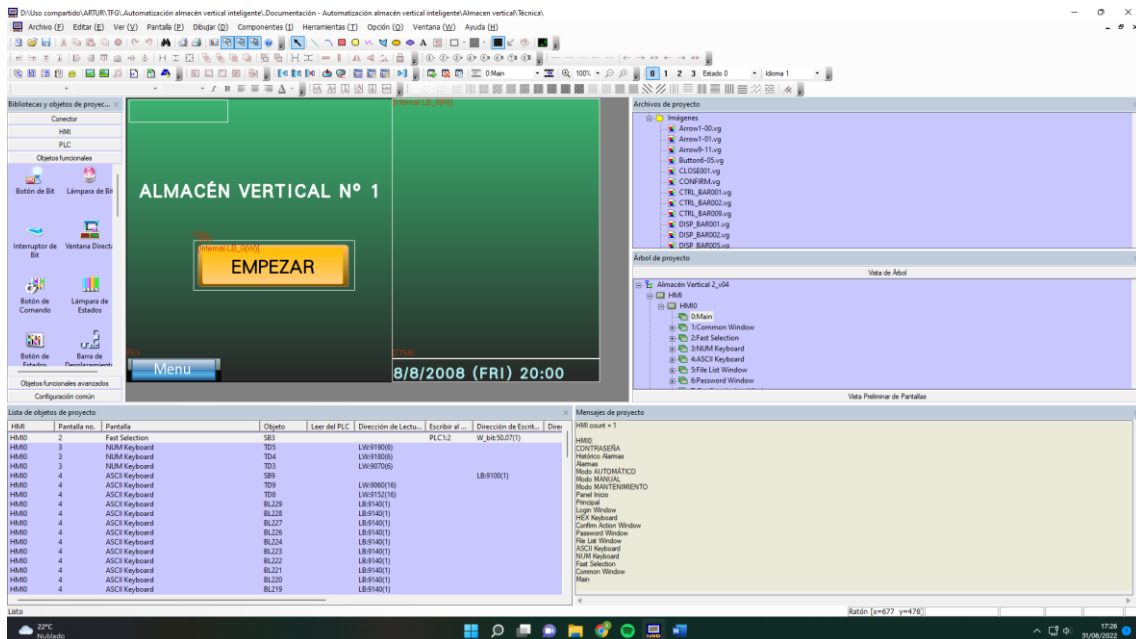 D:\Uso compartido\ARTUR\TFG\.Automatización almacén vertical inteligente\.Documentación - Automatización almacén vertical inteligente\Almacen vertical\Técnica\
Archivo (F) Editar (E) Ver (V) Pantalla (P) Dibujar (D) Componentes (I) Herramientas (T) Opción (O) Ventana (W) Ayuda (H)
0:Main 100% 0 1 2 3 Estado 0 Idioma 1
Bibliotecas y objetos de proyec...
Conector
HMI
PLC
Objetos funcionales
Botón de Bit Lámpara de Bit
Interruptor de Bit Ventana Directa
Botón de Comando Lámpara de Estados
Botón de Estados Barra de Desplazamiento
Objetos funcionales avanzados
Configuración común
ALMACÉN VERTICAL Nº 1
[Internal LB_0(W)]
EMPEZAR
Menu
8/8/2008 (FRI) 20:00
Archivos de proyecto
Imágenes
Arrow1-00.vg
Arrow1-01.vg
Arrow9-11.vg
Button6-05.vg
CLOSE001.vg
CONFIRM.vg
CTRL_BAR001.vg
CTRL_BAR002.vg
CTRL_BAR009.vg
DISP_BAR001.vg
DISP_BAR002.vg
DISP_BAR005.vg
Árbol de proyecto
Vista de Árbol
Almacén Vertical 2_v04
HMI
HMI0
0:Main
1:Common Window
2:Fast Selection
3:NUM Keyboard
4:ASCII Keyboard
5:File List Window
6:Password Window
Vista Preliminar de Pantallas
Lista de objetos de proyecto
HMI Pantalla no. Pantalla Objeto Leer del PLC Dirección de Lectu... Escribir al ... Dirección de Escrit... Direc
HMI0 2 Fast Selection SB3 PLC1:2 W_bit:50.07(1)
HMI0 3 NUM Keyboard TD5 LW:9190(6)
HMI0 3 NUM Keyboard TD4 LW:9180(6)
HMI0 3 NUM Keyboard TD3 LW:9070(6)
HMI0 4 ASCII Keyboard SB9 LB:9100(1)
HMI0 4 ASCII Keyboard TD9 LW:9060(16)
HMI0 4 ASCII Keyboard TD8 LW:9152(16)
HMI0 4 ASCII Keyboard BL229 LB:9140(1)
HMI0 4 ASCII Keyboard BL228 LB:9140(1)
HMI0 4 ASCII Keyboard BL227 LB:9140(1)
HMI0 4 ASCII Keyboard BL226 LB:9140(1)
HMI0 4 ASCII Keyboard BL224 LB:9140(1)
HMI0 4 ASCII Keyboard BL223 LB:9140(1)
HMI0 4 ASCII Keyboard BL222 LB:9140(1)
HMI0 4 ASCII Keyboard BL221 LB:9140(1)
HMI0 4 ASCII Keyboard BL220 LB:9140(1)
HMI0 4 ASCII Keyboard BL219 LB:9140(1)
Mensajes de proyecto
HMI count = 1
HMI0:
CONTRASEÑA
Histórico Alarmas
Alarmas
Modo AUTOMÁTICO
Modo MANUAL
Modo MANTENIMIENTO
Panel Inicio
Principal
Login Window
HEX Keyboard
Confirm Action Window
Password Window
File List Window
ASCII Keyboard
NUM Keyboard
Fast Selection
Common Window
Main
Listo
Ratón [x=677 y=478]
22°C
Nublado
17:26
31/08/2022